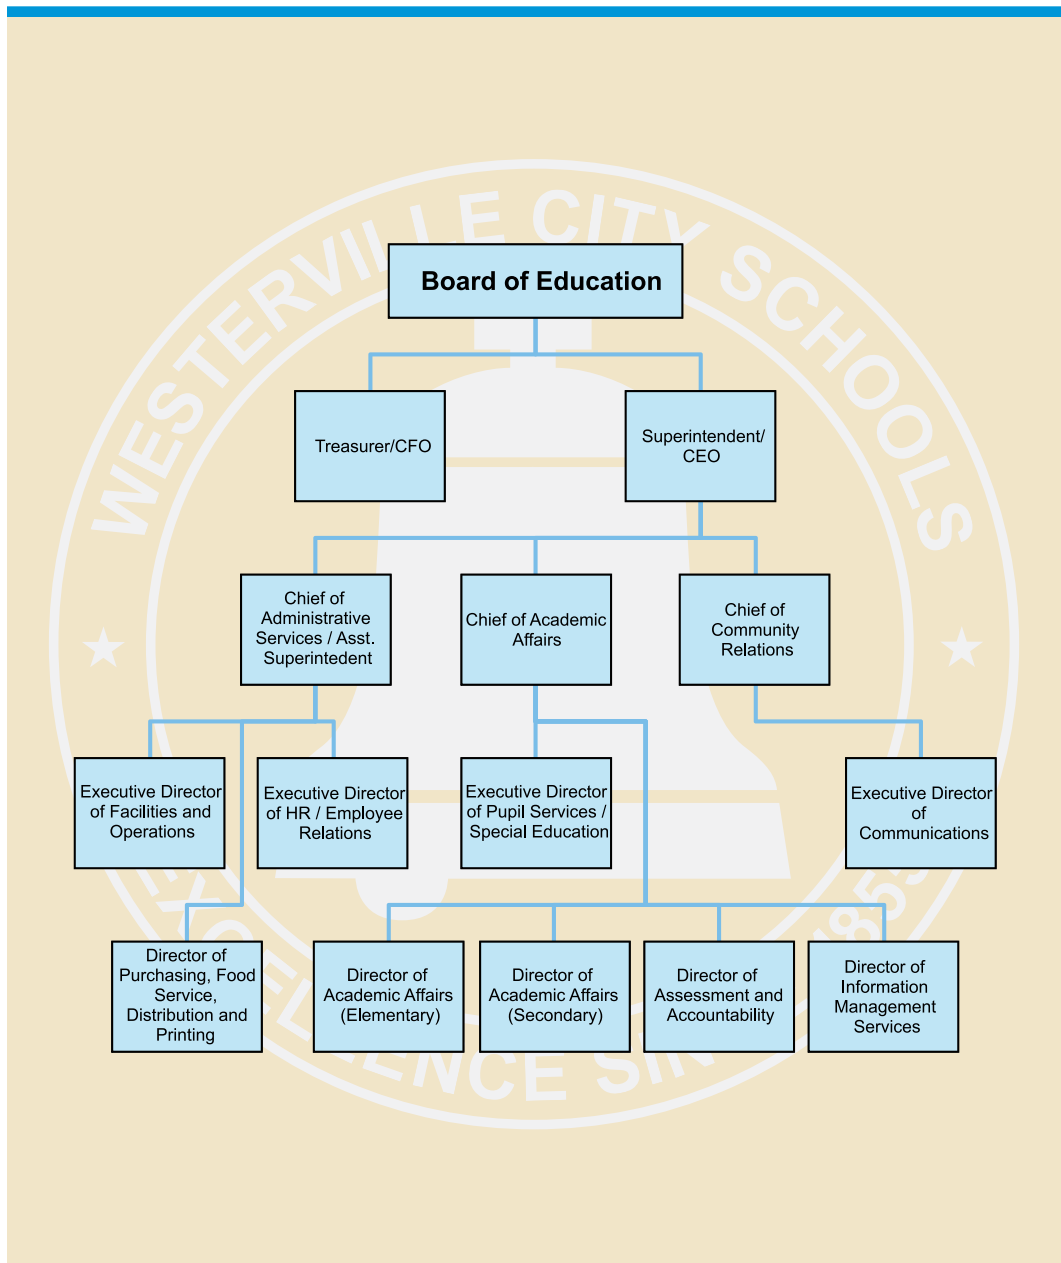 WESTERVILLE CITY SCHOOLS
Board of Education
Treasurer/CFO
Superintendent/
CEO
Chief of
Administrative
Services / Asst.
Superintedent
Chief of Academic
Affairs
Chief of
Community
Relations
Executive Director
of Facilities and
Operations
Executive Director
of HR / Employee
Relations
Executive Director
of Pupil Services /
Special Education
Executive Director
of
Communications
Director of
Purchasing, Food
Service,
Distribution and
Printing
Director of
Academic Affairs
(Elementary)
Director of
Academic Affairs
(Secondary)
Director of
Assessment and
Accountability
Director of
Information
Management
Services